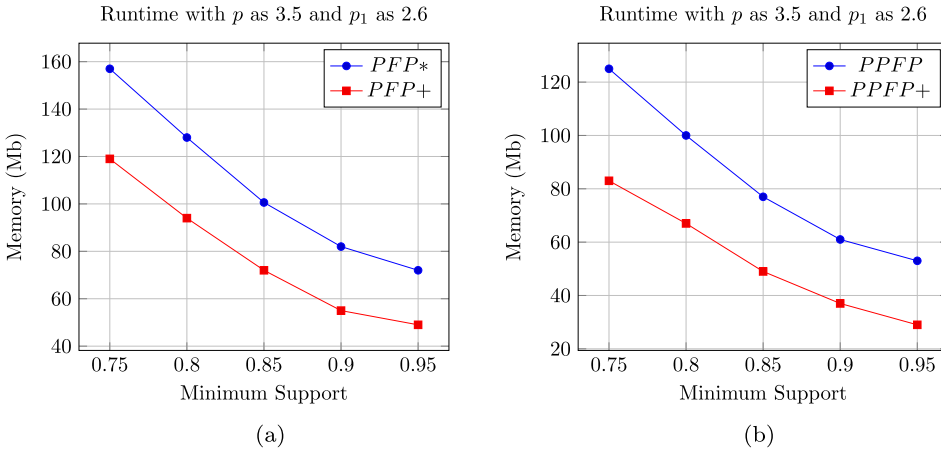 Runtime with p as 3.5 and p₁ as 2.6
160
140
120
100
80
60
40
Memory (Mb)
PFP*
PFP+
0.75 0.8 0.85 0.9 0.95
Minimum Support
(a)
Runtime with p as 3.5 and p₁ as 2.6
120
100
80
60
40
20
Memory (Mb)
PPFP
PPFP+
0.75 0.8 0.85 0.9 0.95
Minimum Support
(b)